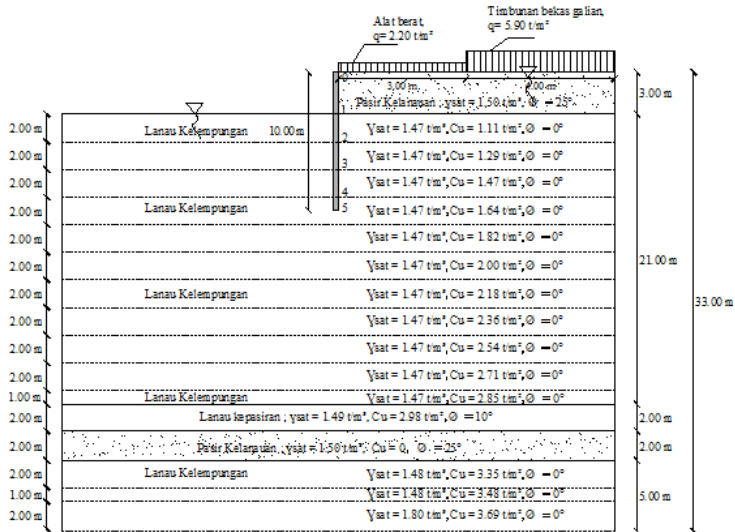 Alat berat,
q= 2.20 t/m²
Timbunan bekas galian,
q= 5.90 t/m²
0
3,00 m
Pasir Kelanauan ; γsat = 1,50 t/m³, Ø = 25°
3.00 m
1
2.00 m
Lanau Kelempungan
10.00 m
2
γsat = 1.47 t/m³, Cu = 1.11 t/m², Ø = 0°
2.00 m
3
γsat = 1.47 t/m³, Cu = 1.29 t/m², Ø = 0°
2.00 m
4
γsat = 1.47 t/m³, Cu = 1.47 t/m², Ø = 0°
2.00 m
Lanau Kelempungan
5
γsat = 1.47 t/m³, Cu = 1.64 t/m², Ø = 0°
2.00 m
γsat = 1.47 t/m³, Cu = 1.82 t/m², Ø = 0°
2.00 m
γsat = 1.47 t/m³, Cu = 2.00 t/m², Ø = 0°
21.00 m
2.00 m
Lanau Kelempungan
γsat = 1.47 t/m³, Cu = 2.18 t/m², Ø = 0°
33.00 m
2.00 m
γsat = 1.47 t/m³, Cu = 2.36 t/m², Ø = 0°
2.00 m
γsat = 1.47 t/m³, Cu = 2.54 t/m², Ø = 0°
2.00 m
γsat = 1.47 t/m³, Cu = 2.71 t/m², Ø = 0°
1.00 m
Lanau Kelempungan
γsat = 1.47 t/m³, Cu = 2.85 t/m², Ø = 0°
2.00 m
Lanau kepasiran ; γsat = 1.49 t/m³, Cu = 2.98 t/m², Ø = 10°
2.00 m
2.00 m
Pasir Kelanauan ; γsat = 1,50 t/m³, Cu = 0, Ø = 25°
2.00 m
2.00 m
Lanau Kelempungan
γsat = 1.48 t/m³, Cu = 3.35 t/m², Ø = 0°
1.00 m
γsat = 1.48 t/m³, Cu = 3.48 t/m², Ø = 0°
5.00 m
2.00 m
γsat = 1.80 t/m³, Cu = 3.69 t/m², Ø = 0°